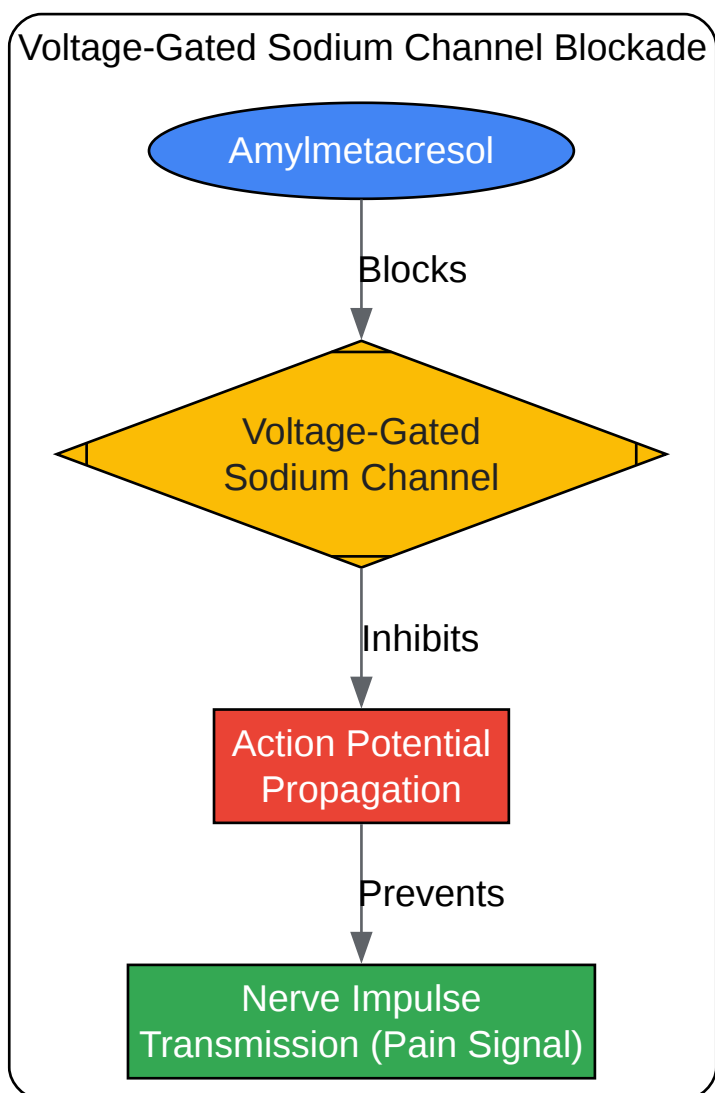 Voltage-Gated Sodium Channel Blockade
Amylmetacresol
Blocks
Voltage-Gated
Sodium Channel
Inhibits
Action Potential
Propagation
Prevents
Nerve Impulse
Transmission (Pain Signal)